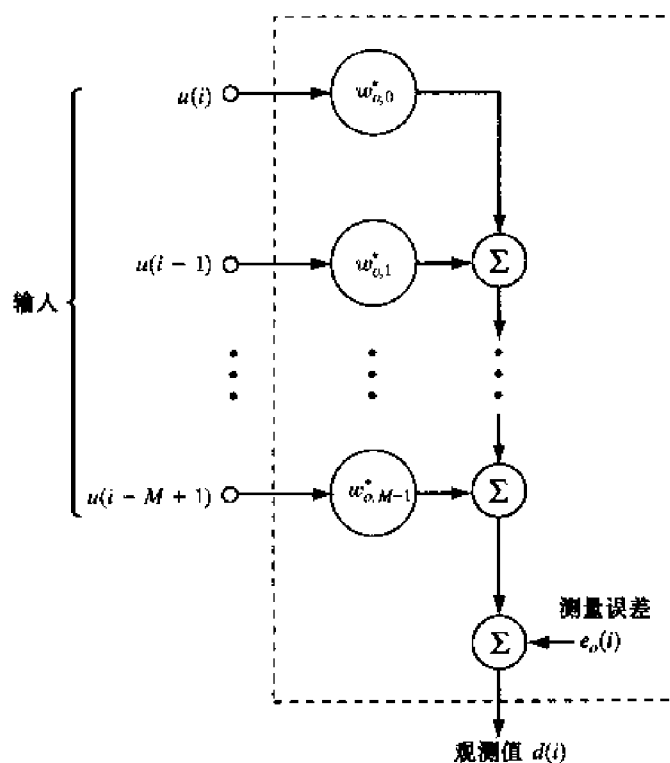 u(i)
w*o,0
u(i − 1)
w*o,1
Σ
输入
u(i − M + 1)
w*o,M−1
Σ
测量误差
Σ
eo(i)
观测值 d(i)